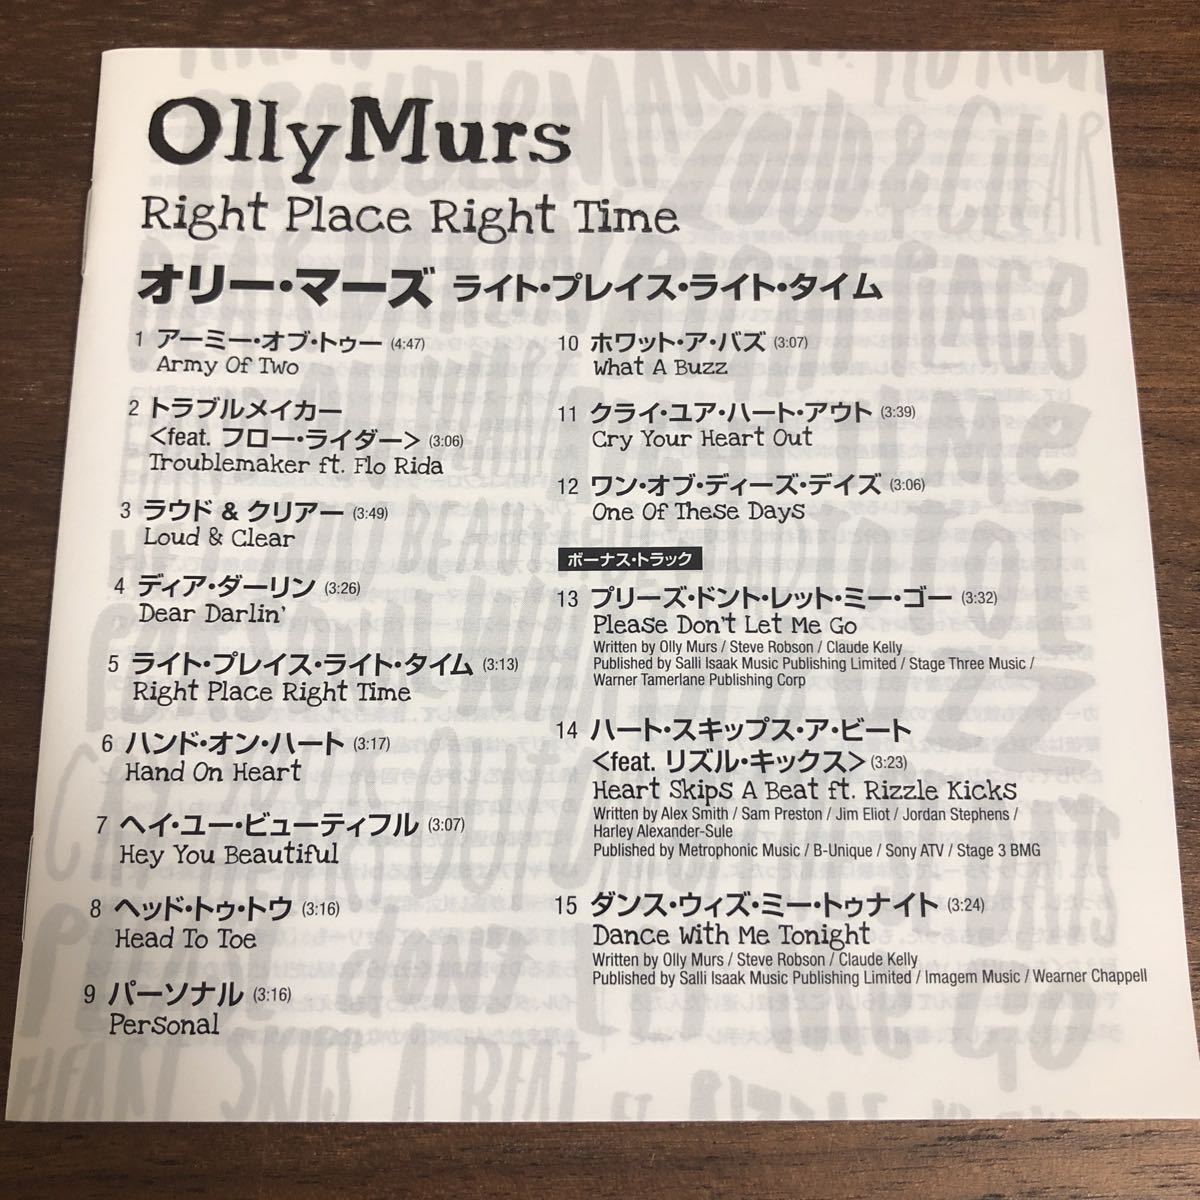 Olly Murs
Right Place Right Time
オリー・マーズ ライト・プレイス・ライト・タイム
1 アーミー・オブ・トゥー (4:47)
Army Of Two
2 トラブルメイカー
<feat. フロー・ライダー> (3:06)
Troublemaker ft. Flo Rida
3 ラウド & クリアー (3:49)
Loud & Clear
4 ディア・ダーリン (3:26)
Dear Darlin'
5 ライト・プレイス・ライト・タイム (3:13)
Right Place Right Time
6 ハンド・オン・ハート (3:17)
Hand On Heart
7 ヘイ・ユー・ビューティフル (3:07)
Hey You Beautiful
8 ヘッド・トゥ・トウ (3:16)
Head To Toe
9 パーソナル (3:16)
Personal
10 ホワット・ア・バズ (3:07)
What A Buzz
11 クライ・ユア・ハート・アウト (3:39)
Cry Your Heart Out
12 ワン・オブ・ディーズ・デイズ (3:06)
One Of These Days
ボーナス・トラック
13 プリーズ・ドント・レット・ミー・ゴー (3:32)
Please Don't Let Me Go
Written by Olly Murs / Steve Robson / Claude Kelly
Published by Salli Isaak Music Publishing Limited / Stage Three Music /
Warner Tamerlane Publishing Corp
14 ハート・スキップス・ア・ビート
<feat. リズル・キックス> (3:23)
Heart Skips A Beat ft. Rizzle Kicks
Written by Alex Smith / Sam Preston / Jim Eliot / Jordan Stephens /
Harley Alexander-Sule
Published by Metrophonic Music / B-Unique / Sony ATV / Stage 3 BMG
15 ダンス・ウィズ・ミー・トゥナイト (3:24)
Dance With Me Tonight
Written by Olly Murs / Steve Robson / Claude Kelly
Published by Salli Isaak Music Publishing Limited / Imagem Music / Wearner Chappell